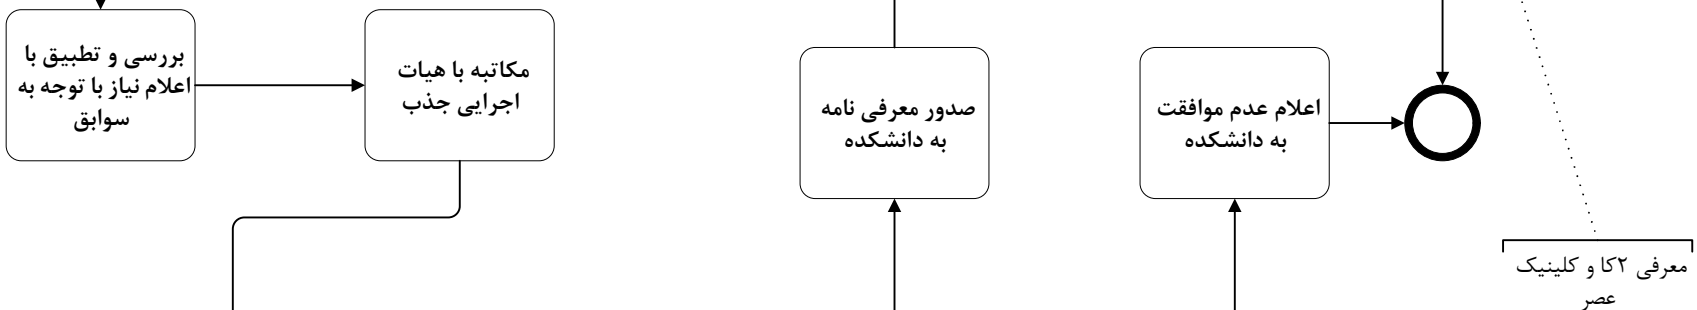 بررسی و تطبیق با
اعلام نیاز با توجه به
سوابق
مکاتبه با هیات
اجرایی جذب
صدور معرفی نامه
به دانشکده
اعلام عدم موافقت
به دانشکده
معرفی ۲کا و کلینیک
عصر